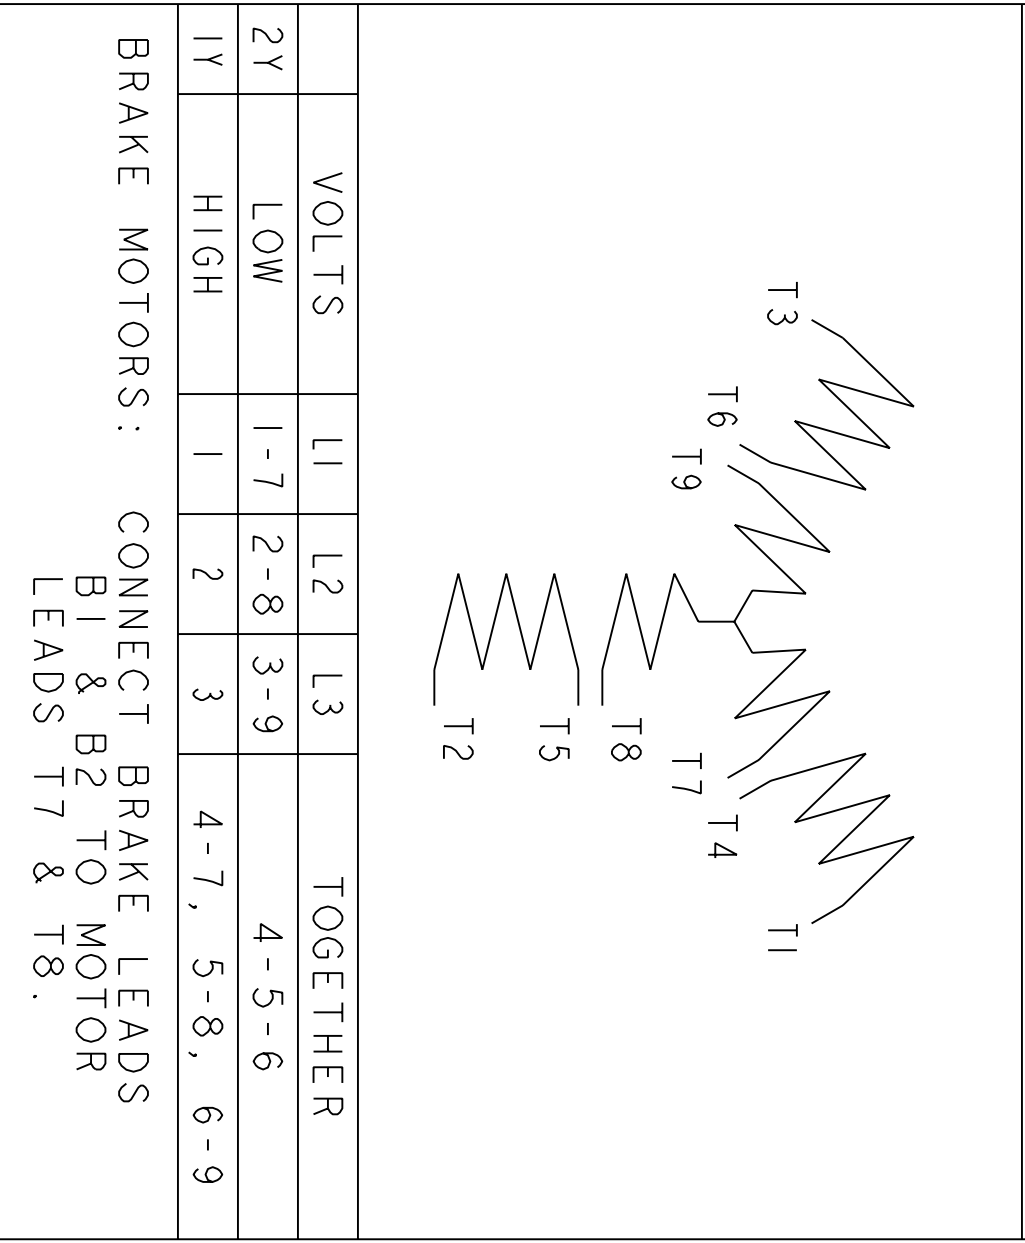 T3 T1
T6 T4
T9 T7
T8
T5
T2
VOLTS L1 L2 L3 TOGETHER
2Y LOW 1-7 2-8 3-9 4-5-6
1Y HIGH 1 2 3 4-7, 5-8, 6-9
BRAKE MOTORS: CONNECT BRAKE LEADS
B1 & B2 TO MOTOR
LEADS T7 & T8.